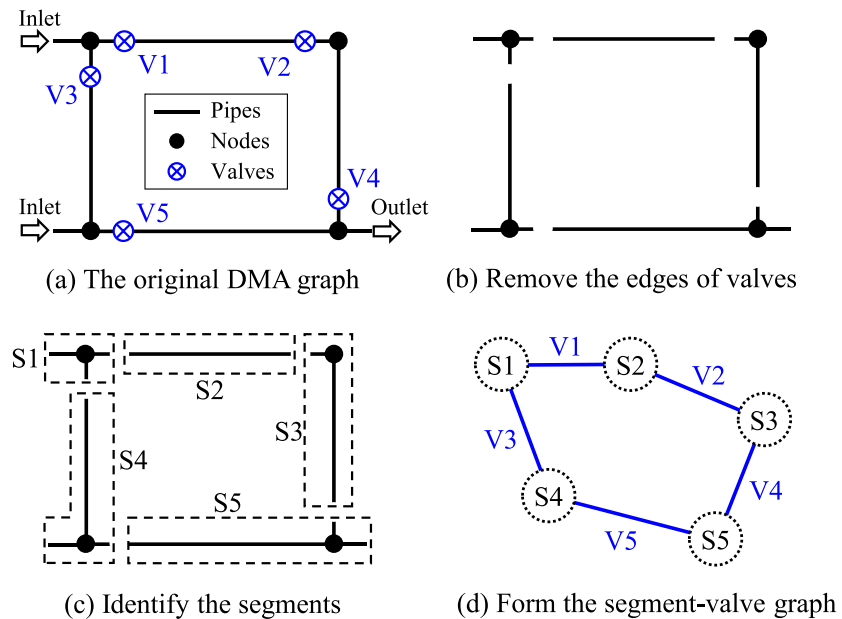 Inlet
V1
V2
V3
Pipes
Nodes
Valves
V4
Inlet
V5
Outlet
(a) The original DMA graph
(b) Remove the edges of valves
S1
S2
S3
S4
S5
(c) Identify the segments
S1
V1
S2
V2
S3
V3
V4
S4
V5
S5
(d) Form the segment-valve graph